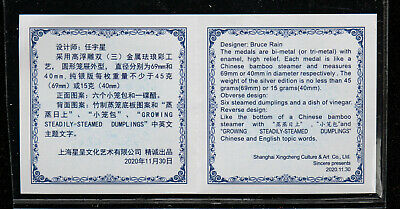 设计：任宇星
采用高浮雕双（三）金属珐琅彩工
艺，圆形笼屉外型，直径分别为69mm和
40mm，纯银版每枚重量不少于45克
（69mm）或15克（40mm）
正面图案：六个小笼包和一碟醋。
背面图案：竹制蒸笼底板图案和“蒸
蒸日上”、“小笼包”，“GROWING
STEADILY-STEAMED DUMPLINGS”中英文
主题文字。
上海星呈文化艺术有限公司 精诚出品
2020年11月30日
Designer: Bruce Rain
The medals are bi-metal (or tri-metal) with
enamel, high relief. Each medal is like a
Chinese bamboo steamer and measures
69mm or 40mm in diameter respectively. The
weight of the silver edition is no less than 45
grams(69mm) or 15 grams(40mm).
Obverse design:
Six steamed dumplings and a dish of vinegar.
Reverse design:
Like the bottom of a Chinese bamboo
steamer with "蒸蒸日上"、"小笼包"and
"GROWING STEADILY-STEAMED DUMPLINGS"
Chinese and English topic words.
Shanghai Xingcheng Culture & Art Co., Ltd.
Sincere presents
2020.11.30